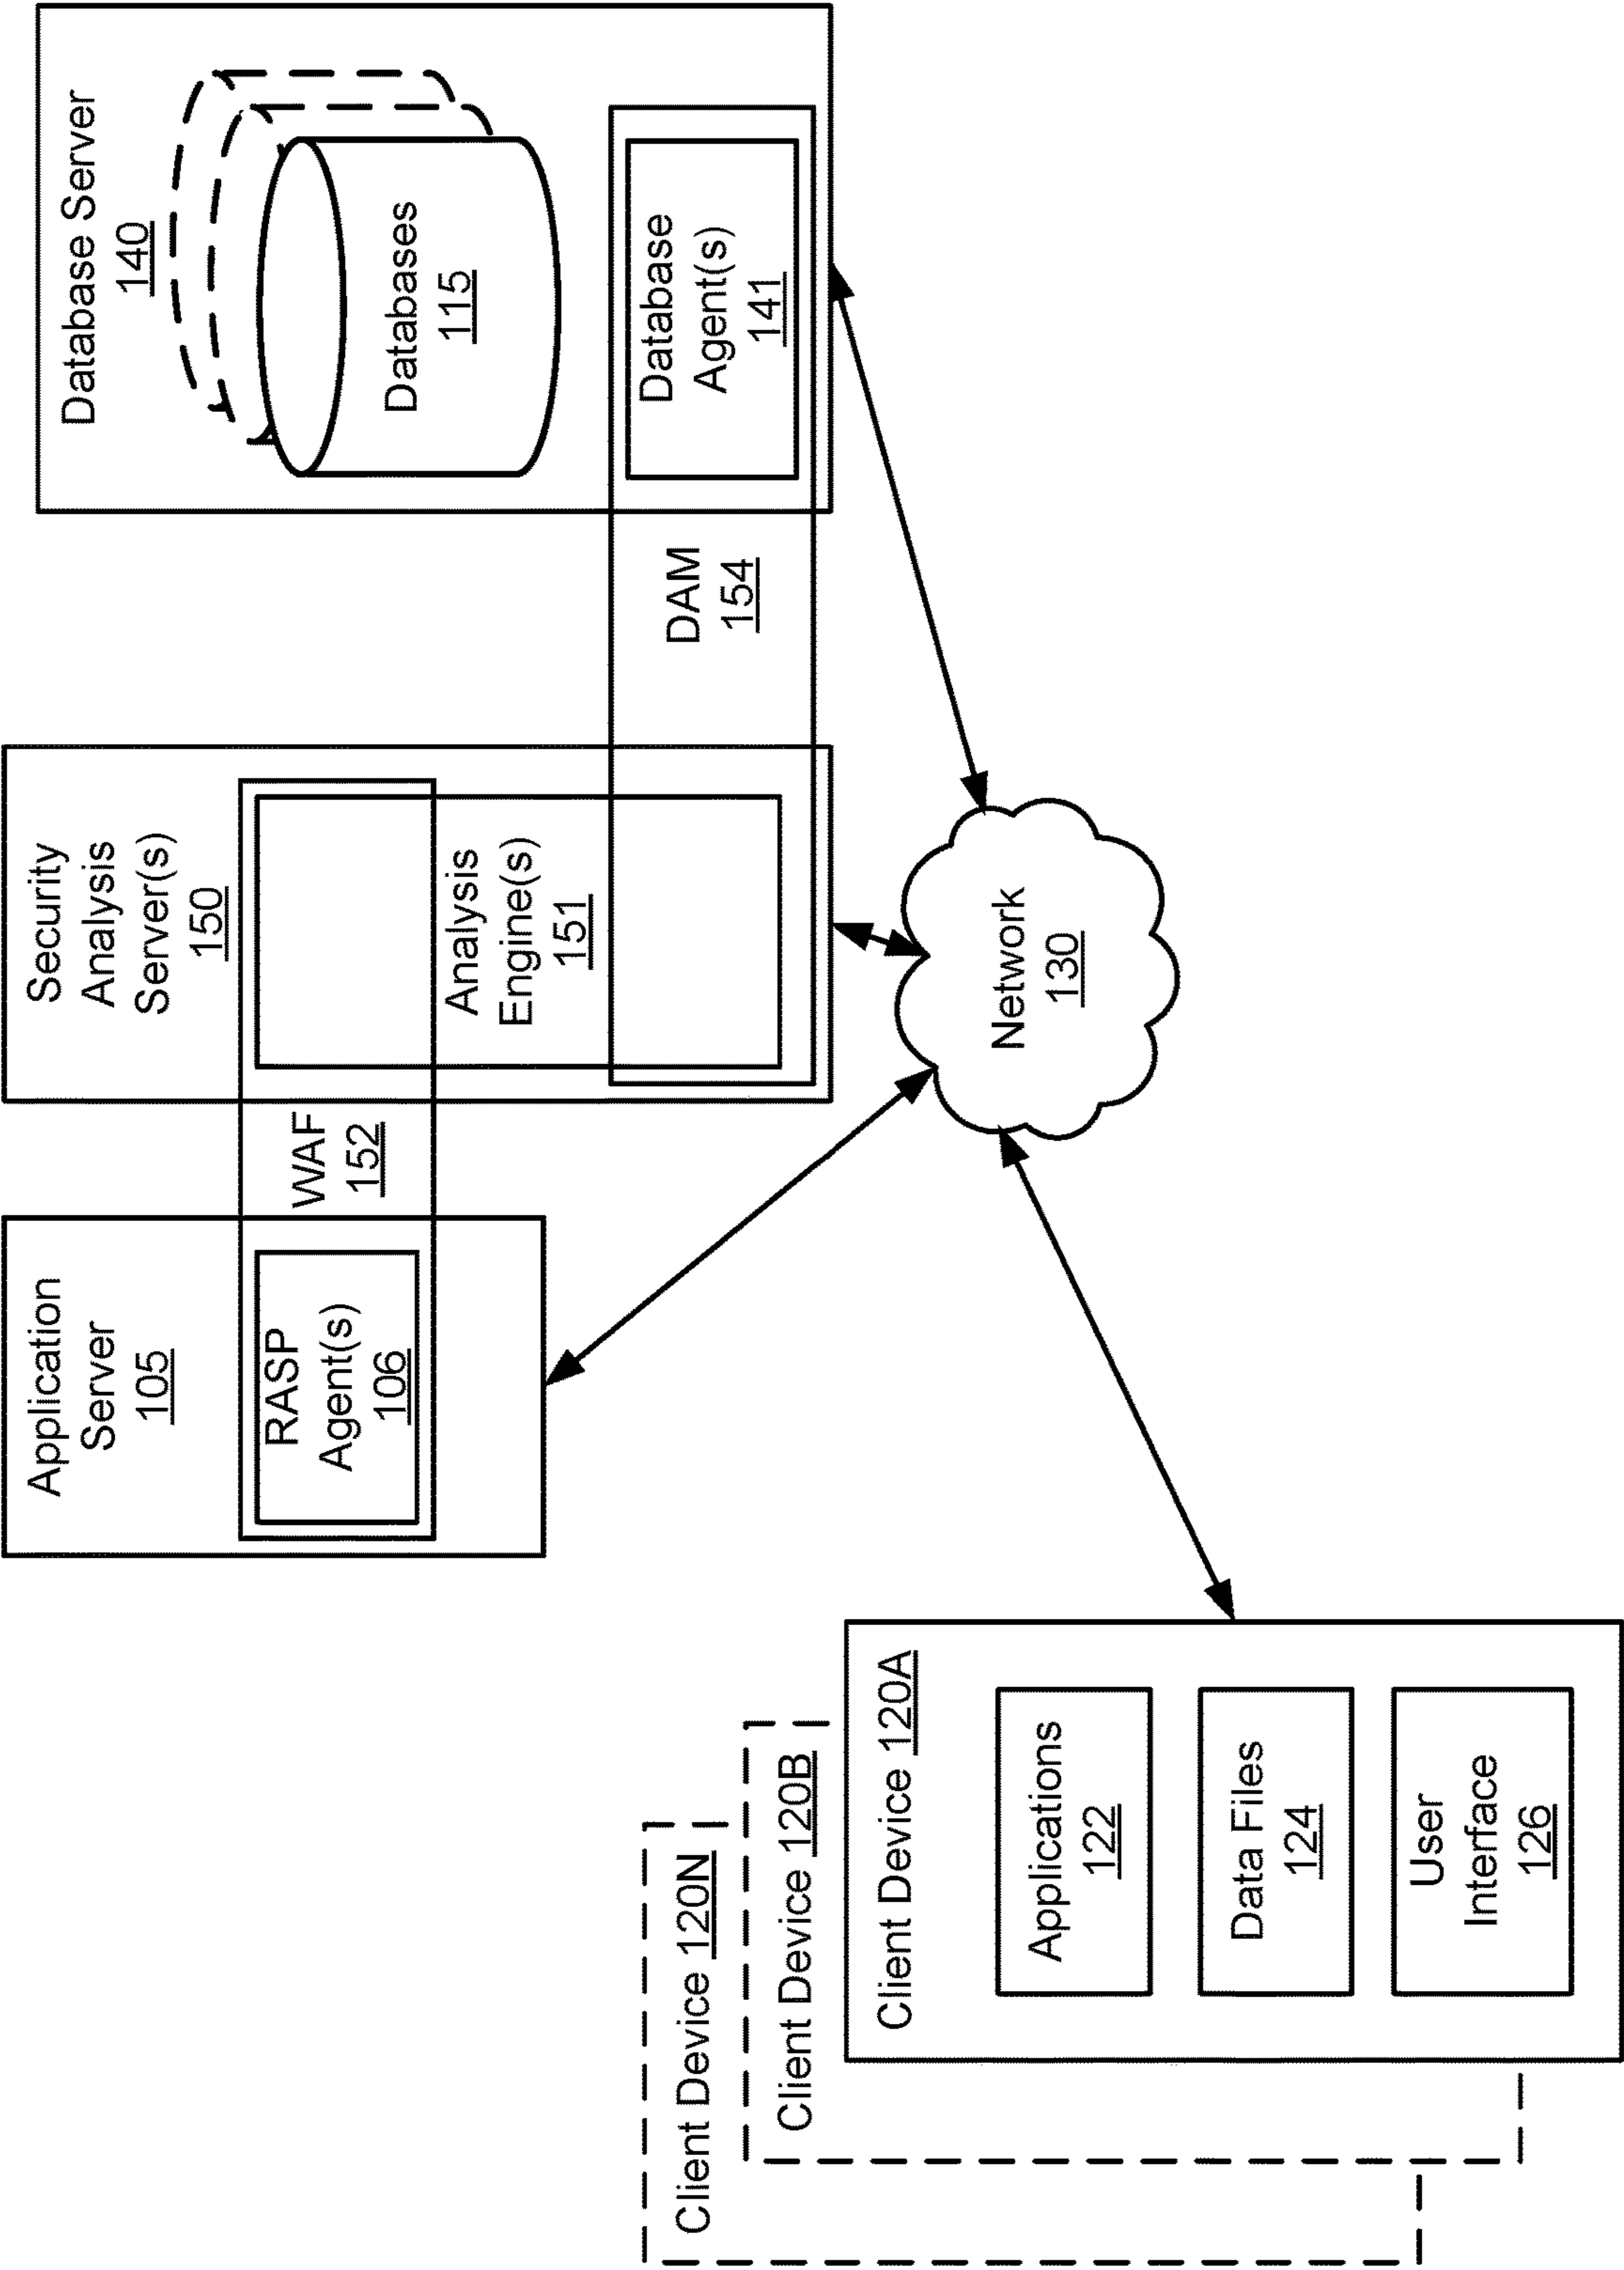 Application
Server
105
RASP
Agent(s)
106
WAF
152
Security
Analysis
Server(s)
150
Analysis
Engine(s)
151
DAM
154
Database Server
140
Databases
115
Database
Agent(s)
141
Network
130
Client Device 120N
Client Device 120B
Client Device 120A
Applications
122
Data Files
124
User
Interface
126